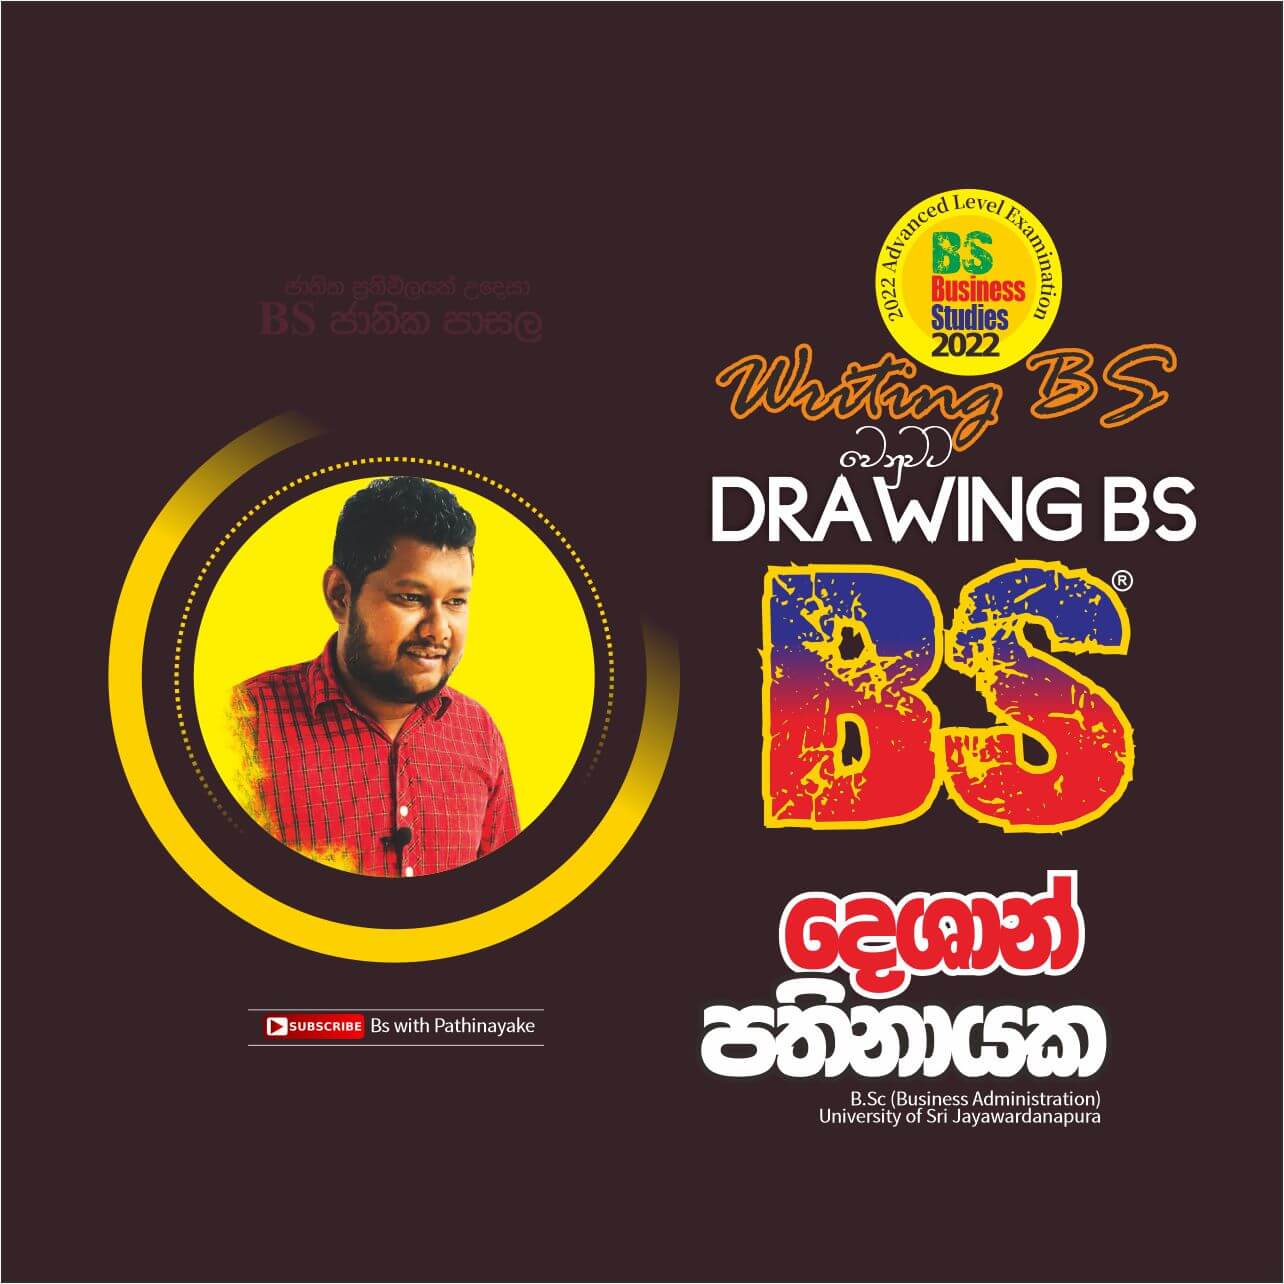 2022 Advanced Level Examination
BS
Business
Studies
2022
ජාතික ප්‍රතිඵලයක් උදෙසා
BS ජාතික පාසල
Writing BS
වෙනුවට
DRAWING BS
BS®
දෙශාන්
පතිනායක
B.Sc (Business Administration)
University of Sri Jayawardanapura
SUBSCRIBE Bs with Pathinayake